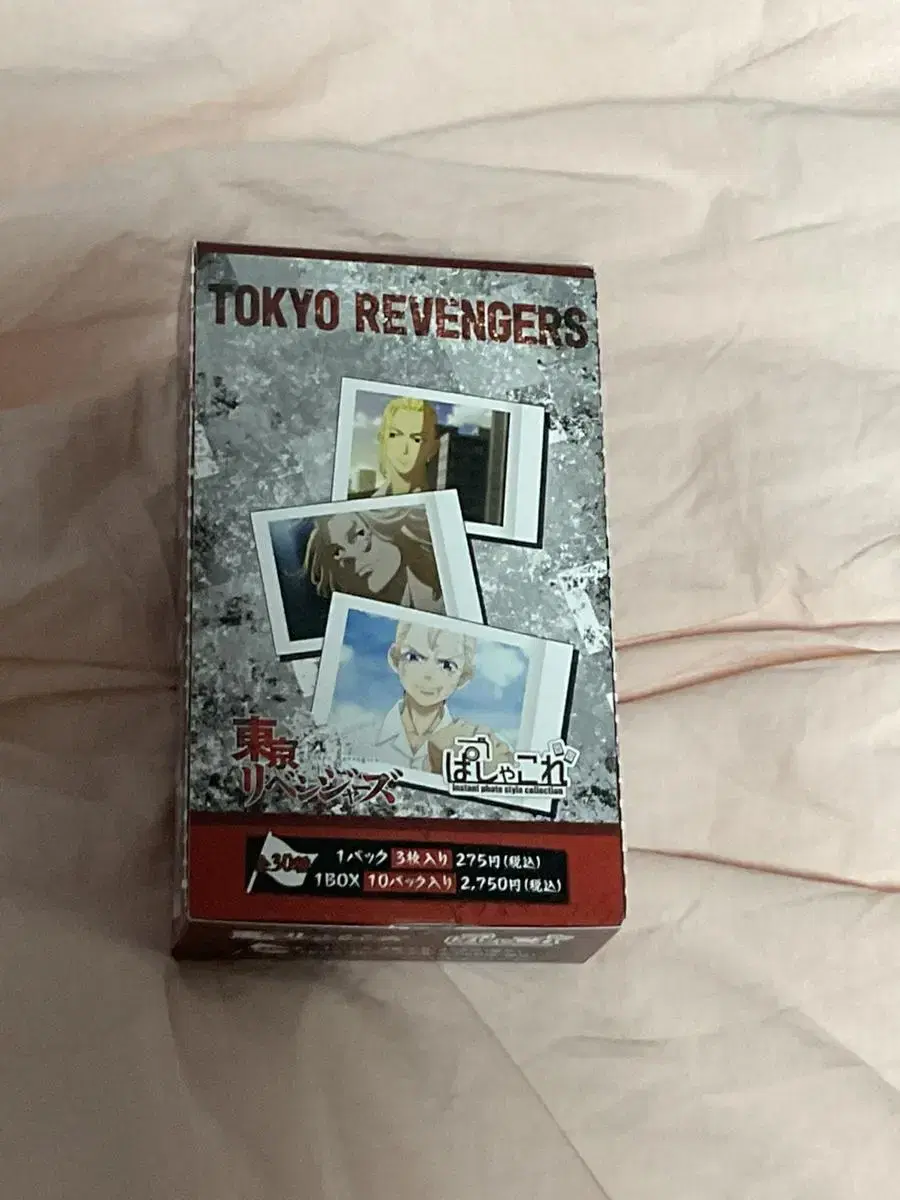 TOKYO REVENGERS
東京
リベンジャーズ
ぱしゃこれ
instant photo style collection
全30種
1パック 3枚入り 275円(税込)
1BOX 10パック入り 2,750円(税込)